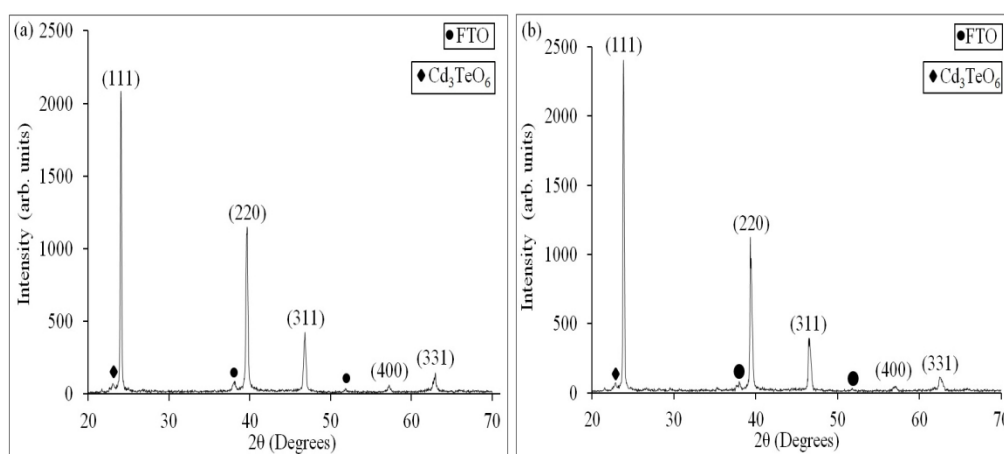 (a)
2500
2000
1500
1000
500
0
Intensity (arb. units)
(111)
(220)
(311)
(400)
(331)
FTO
Cd₃TeO₆
20 30 40 50 60 70
2θ (Degrees)
(b)
2500
2000
1500
1000
500
0
Intensity (arb. units)
(111)
(220)
(311)
(400)
(331)
FTO
Cd₃TeO₆
20 30 40 50 60 70
2θ (Degrees)